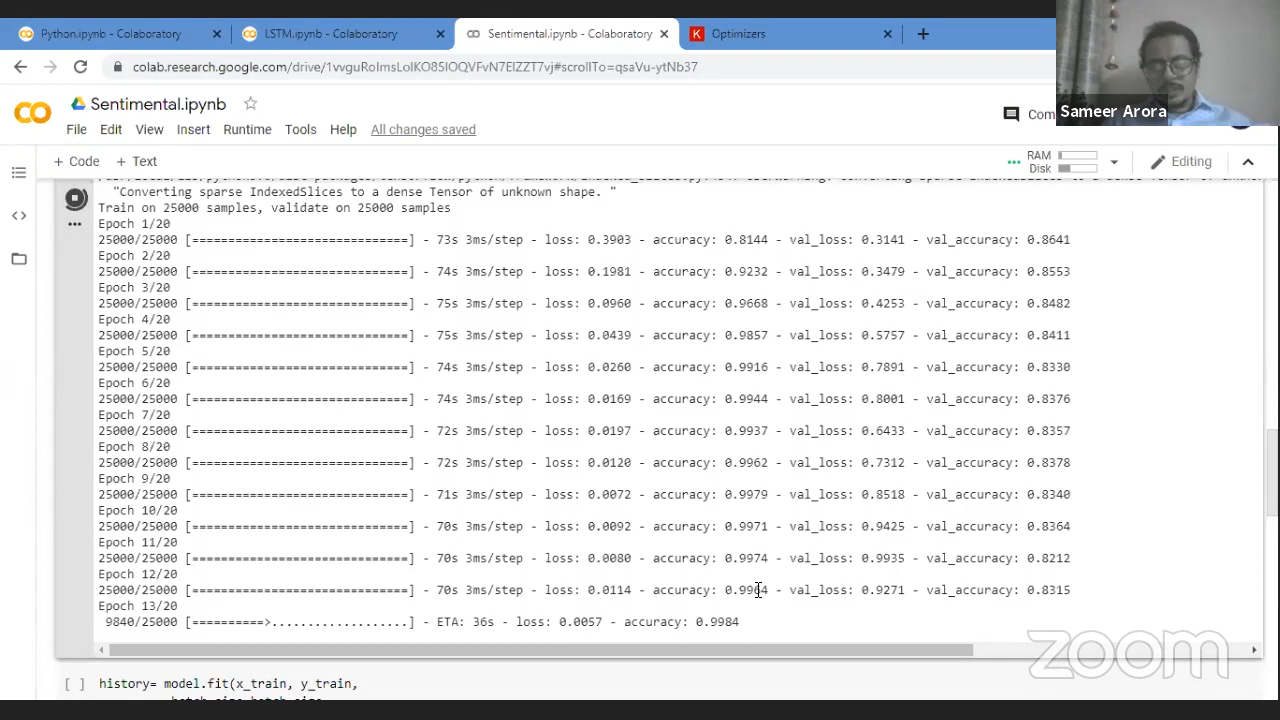 Python.ipynb - Colaboratory
LSTM.ipynb - Colaboratory
Sentimental.ipynb - Colaboratory
Optimizers
colab.research.google.com/drive/1vvguRoImsLoIKO85IOQVFvN7EIZZT7vj#scrollTo=qsaVu-ytNb37
Sameer Arora
Sentimental.ipynb
File Edit View Insert Runtime Tools Help All changes saved
+ Code + Text
RAM
Disk
Editing
"Converting sparse IndexedSlices to a dense Tensor of unknown shape. "
Train on 25000 samples, validate on 25000 samples
Epoch 1/20
25000/25000 [==============================] - 73s 3ms/step - loss: 0.3903 - accuracy: 0.8144 - val_loss: 0.3141 - val_accuracy: 0.8641
Epoch 2/20
25000/25000 [==============================] - 74s 3ms/step - loss: 0.1981 - accuracy: 0.9232 - val_loss: 0.3479 - val_accuracy: 0.8553
Epoch 3/20
25000/25000 [==============================] - 75s 3ms/step - loss: 0.0960 - accuracy: 0.9668 - val_loss: 0.4253 - val_accuracy: 0.8482
Epoch 4/20
25000/25000 [==============================] - 75s 3ms/step - loss: 0.0439 - accuracy: 0.9857 - val_loss: 0.5757 - val_accuracy: 0.8411
Epoch 5/20
25000/25000 [==============================] - 74s 3ms/step - loss: 0.0260 - accuracy: 0.9916 - val_loss: 0.7891 - val_accuracy: 0.8330
Epoch 6/20
25000/25000 [==============================] - 74s 3ms/step - loss: 0.0169 - accuracy: 0.9944 - val_loss: 0.8001 - val_accuracy: 0.8376
Epoch 7/20
25000/25000 [==============================] - 72s 3ms/step - loss: 0.0197 - accuracy: 0.9937 - val_loss: 0.6433 - val_accuracy: 0.8357
Epoch 8/20
25000/25000 [==============================] - 72s 3ms/step - loss: 0.0120 - accuracy: 0.9962 - val_loss: 0.7312 - val_accuracy: 0.8378
Epoch 9/20
25000/25000 [==============================] - 71s 3ms/step - loss: 0.0072 - accuracy: 0.9979 - val_loss: 0.8518 - val_accuracy: 0.8340
Epoch 10/20
25000/25000 [==============================] - 70s 3ms/step - loss: 0.0092 - accuracy: 0.9971 - val_loss: 0.9425 - val_accuracy: 0.8364
Epoch 11/20
25000/25000 [==============================] - 70s 3ms/step - loss: 0.0080 - accuracy: 0.9974 - val_loss: 0.9935 - val_accuracy: 0.8212
Epoch 12/20
25000/25000 [==============================] - 70s 3ms/step - loss: 0.0114 - accuracy: 0.9964 - val_loss: 0.9271 - val_accuracy: 0.8315
Epoch 13/20
9840/25000 [==========>...................] - ETA: 36s - loss: 0.0057 - accuracy: 0.9984
[ ] history= model.fit(x_train, y_train,
zoom